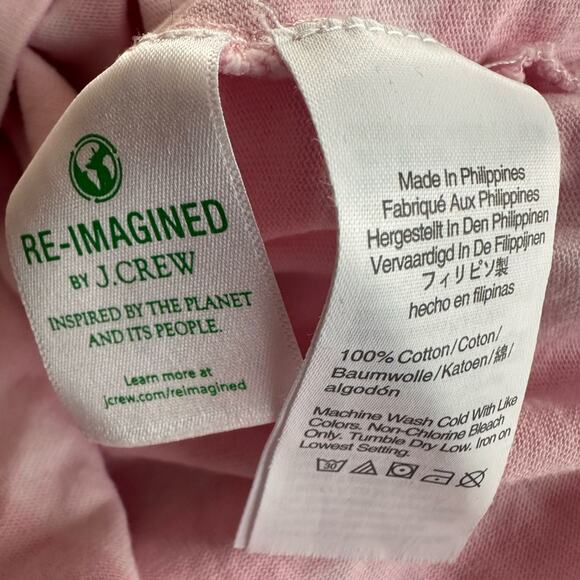 RE-IMAGINED
BY J.CREW
INSPIRED BY THE PLANET
AND ITS PEOPLE.
Learn more at
jcrew.com/reimagined
Made In Philippines
Fabriqué Aux Philippines
Hergestellt In Den Philippinen
Vervaardigd In De Filippijnen
フィリピン製
hecho en filipinas
100% Cotton/Coton/
Baumwolle/Katoen/綿/
algodón
Machine Wash Cold With Like
Colors. Non-Chlorine Bleach
Only. Tumble Dry Low. Iron on
Lowest Setting.
30